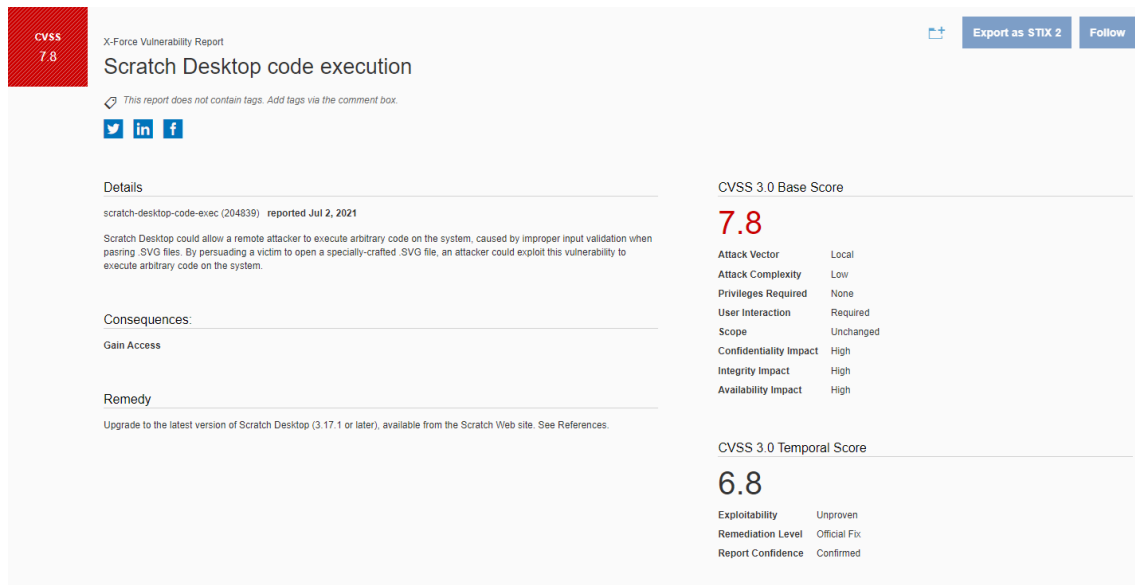 CVSS
7.8
X-Force Vulnerability Report
Scratch Desktop code execution
This report does not contain tags. Add tags via the comment box.
in
f
Export as STIX 2
Follow
Details
scratch-desktop-code-exec (204839) reported Jul 2, 2021
Scratch Desktop could allow a remote attacker to execute arbitrary code on the system, caused by improper input validation when
pasring .SVG files. By persuading a victim to open a specially-crafted .SVG file, an attacker could exploit this vulnerability to
execute arbitrary code on the system.
Consequences:
Gain Access
Remedy
Upgrade to the latest version of Scratch Desktop (3.17.1 or later), available from the Scratch Web site. See References.
CVSS 3.0 Base Score
7.8
Attack Vector Local
Attack Complexity Low
Privileges Required None
User Interaction Required
Scope Unchanged
Confidentiality Impact High
Integrity Impact High
Availability Impact High
CVSS 3.0 Temporal Score
6.8
Exploitability Unproven
Remediation Level Official Fix
Report Confidence Confirmed